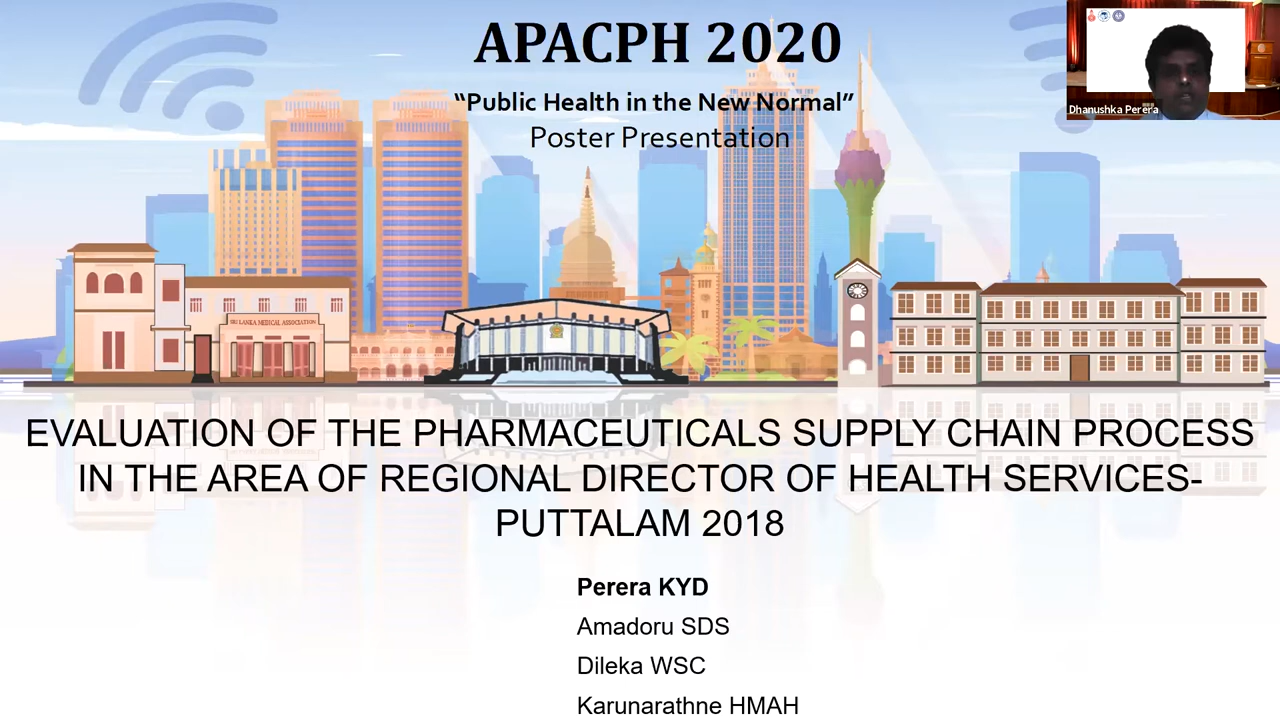 APACPH 2020
“Public Health in the New Normal”
Poster Presentation
Dhanushka Perera
SRI LANKA MEDICAL ASSOCIATION
EVALUATION OF THE PHARMACEUTICALS SUPPLY CHAIN PROCESS
IN THE AREA OF REGIONAL DIRECTOR OF HEALTH SERVICES-
PUTTALAM 2018
Perera KYD
Amadoru SDS
Dileka WSC
Karunarathne HMAH